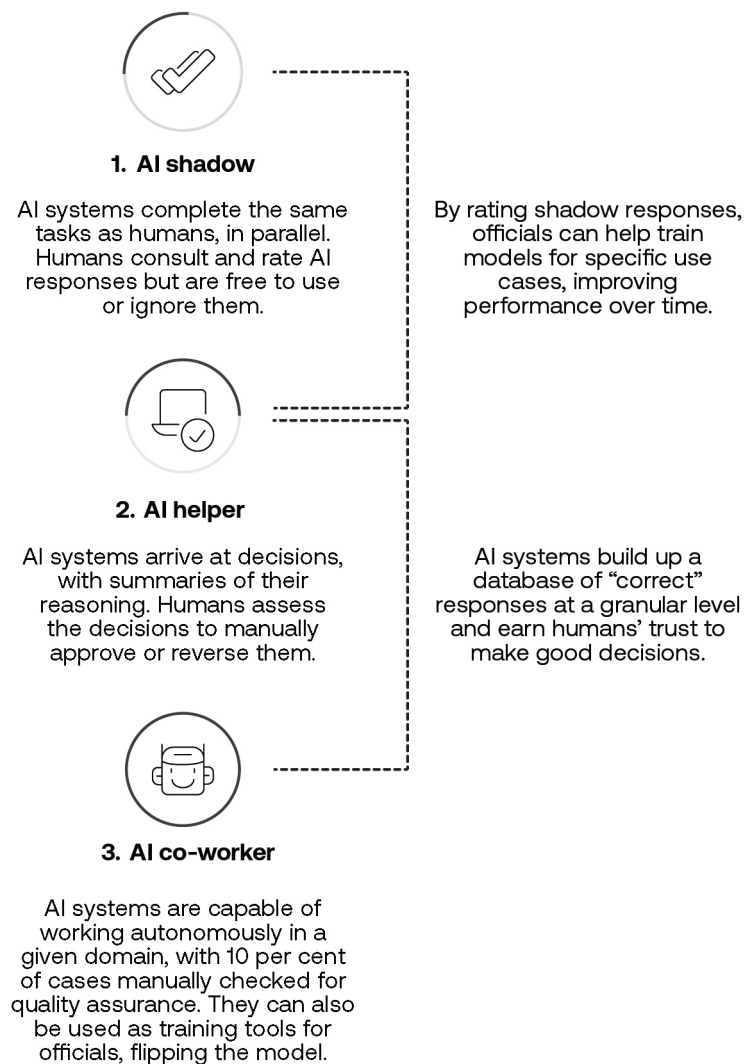 1. AI shadow
AI systems complete the same
tasks as humans, in parallel.
Humans consult and rate AI
responses but are free to use
or ignore them.
By rating shadow responses,
officials can help train
models for specific use
cases, improving
performance over time.
2. AI helper
AI systems arrive at decisions,
with summaries of their
reasoning. Humans assess
the decisions to manually
approve or reverse them.
AI systems build up a
database of “correct”
responses at a granular level
and earn humans’ trust to
make good decisions.
3. AI co-worker
AI systems are capable of
working autonomously in a
given domain, with 10 per cent
of cases manually checked for
quality assurance. They can also
be used as training tools for
officials, flipping the model.